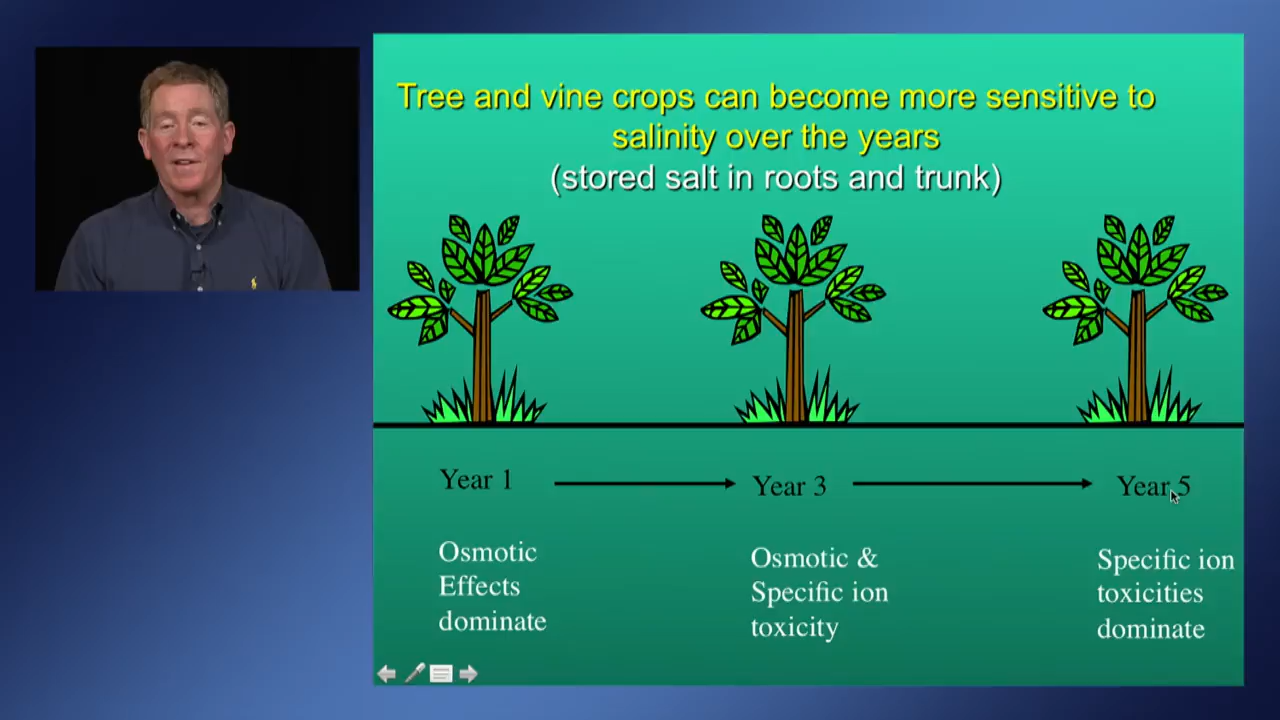 Tree and vine crops can become more sensitive to
salinity over the years
(stored salt in roots and trunk)
Year 1
Year 3
Year 5
Osmotic
Effects
dominate
Osmotic &
Specific ion
toxicity
Specific ion
toxicities
dominate